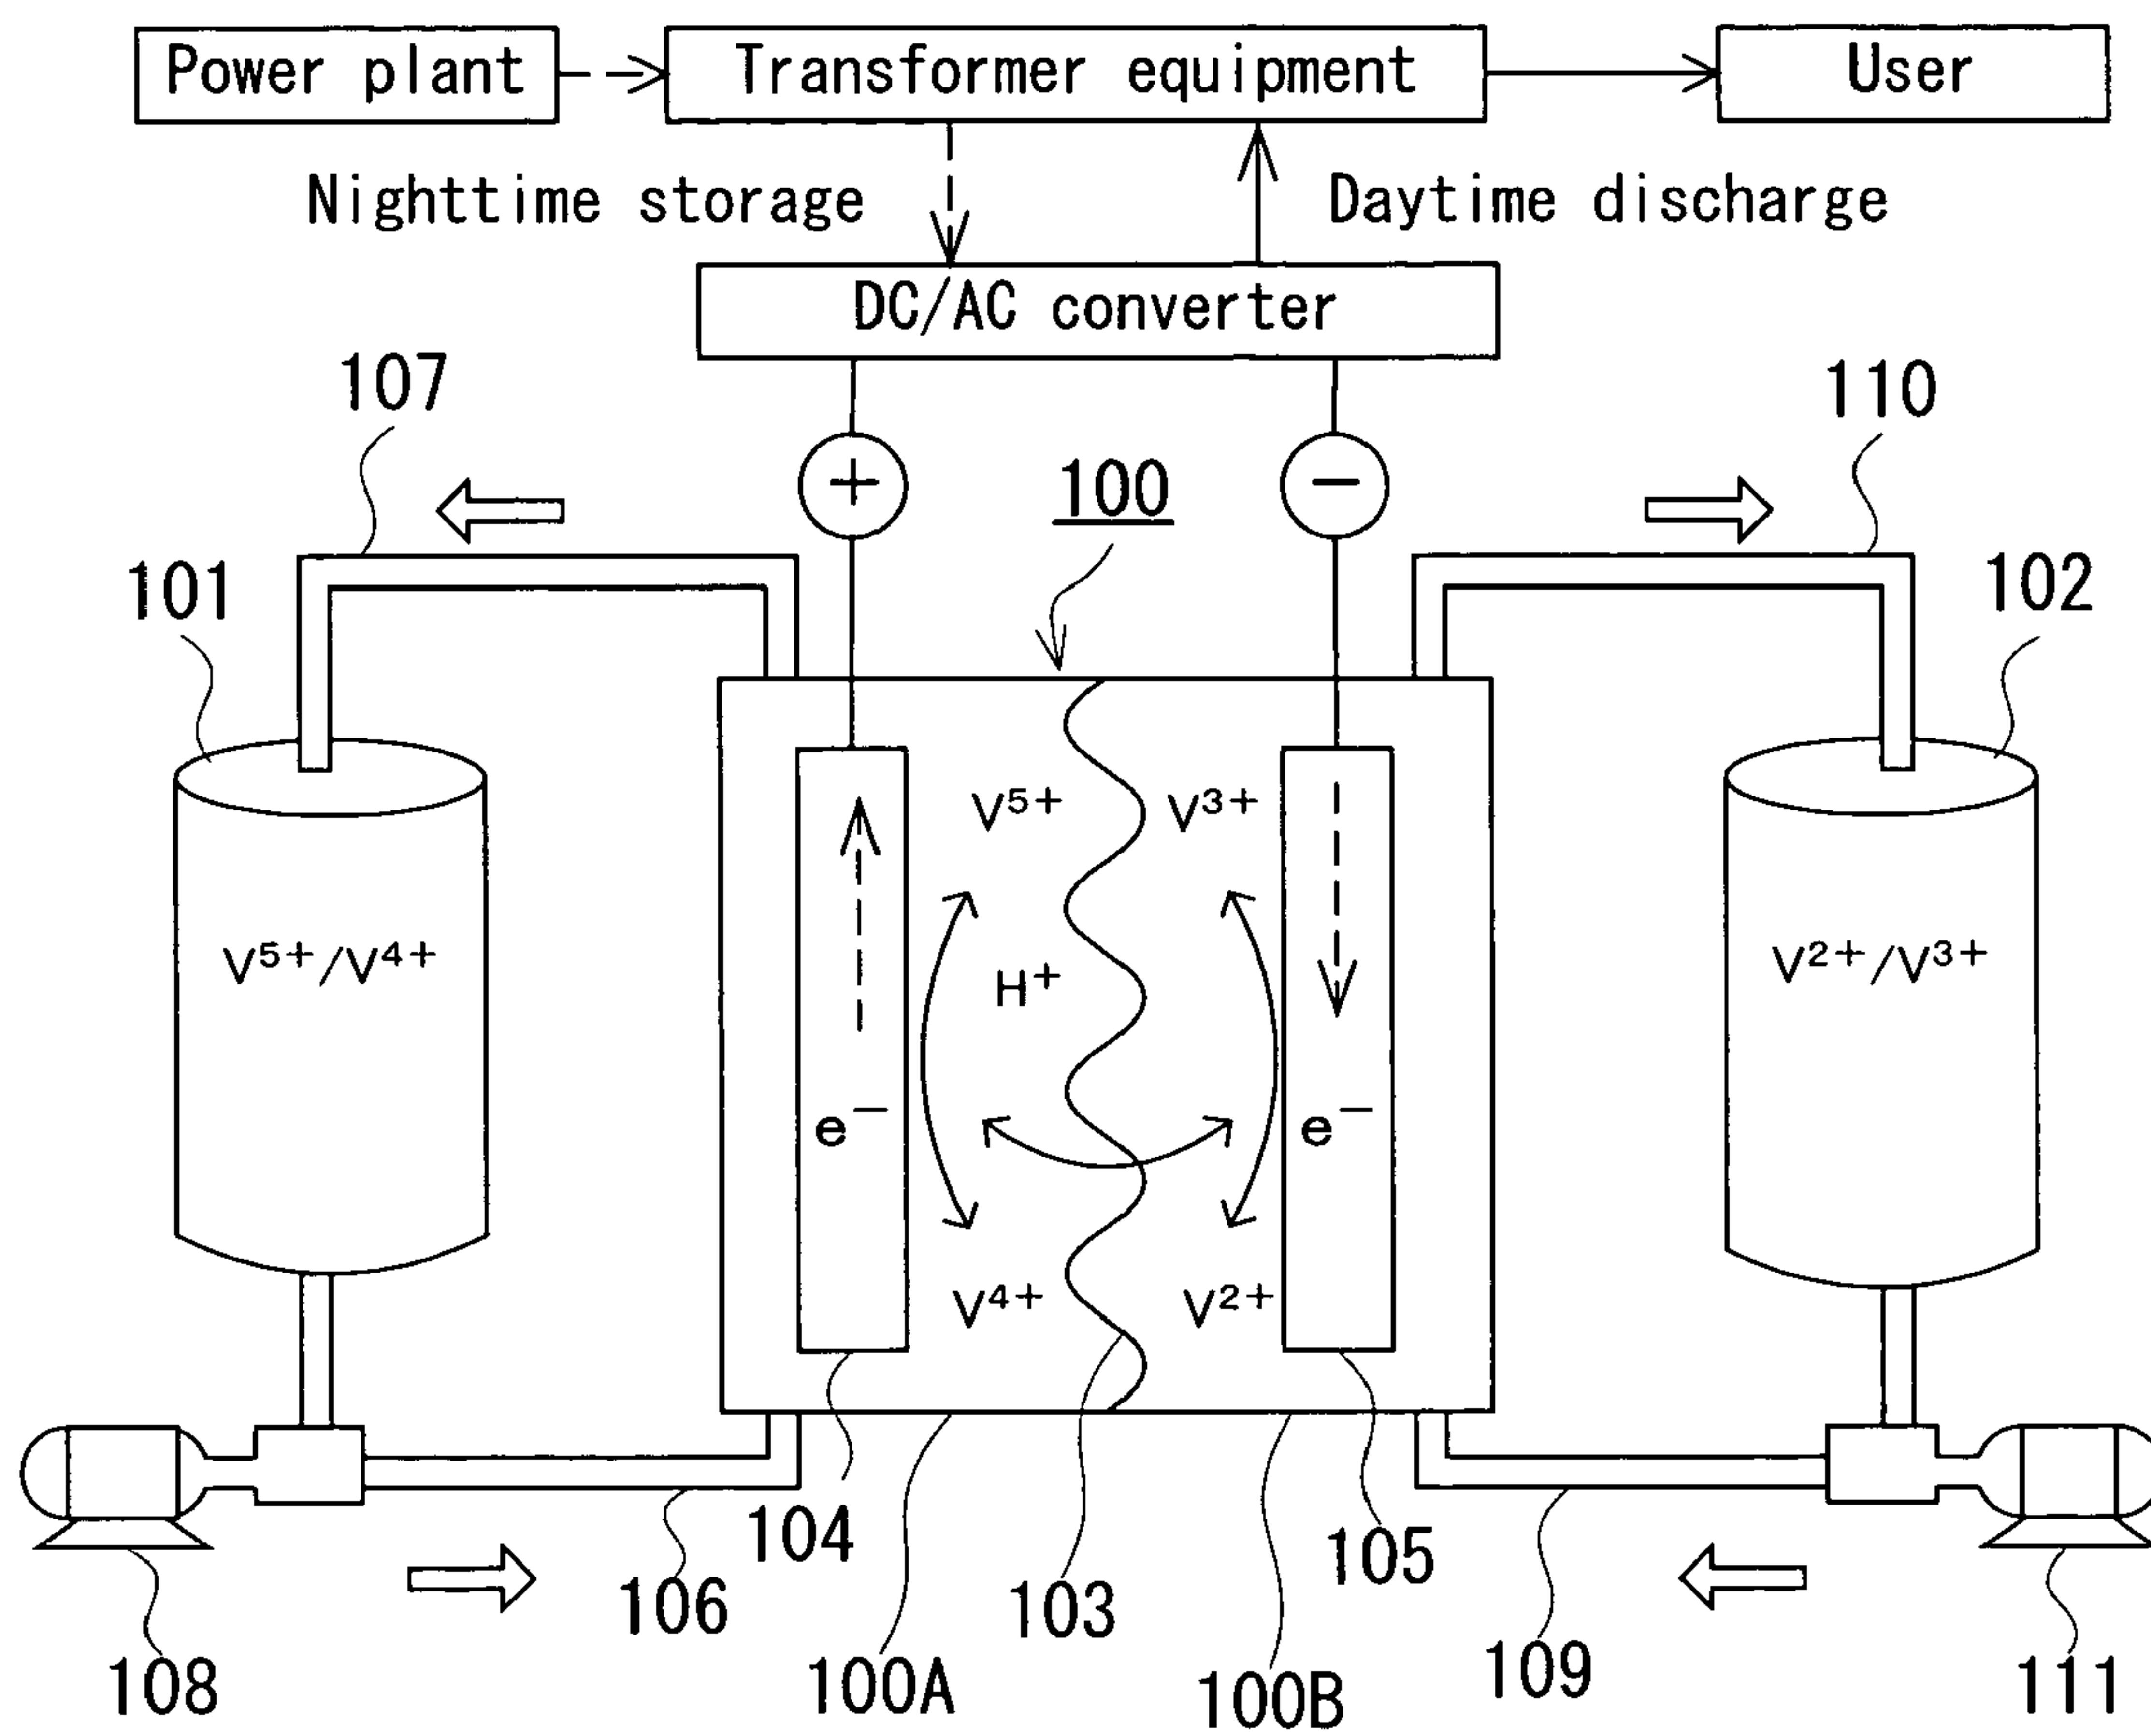 Power plant
Transformer equipment
User
Nighttime storage
Daytime discharge
DC/AC converter
107
110
+
−
100
101
102
V⁵⁺
V³⁺
V⁵⁺/V⁴⁺
H⁺
V²⁺/V³⁺
e⁻
e⁻
V⁴⁺
V²⁺
104
105
106
103
108
100A
100B
109
111